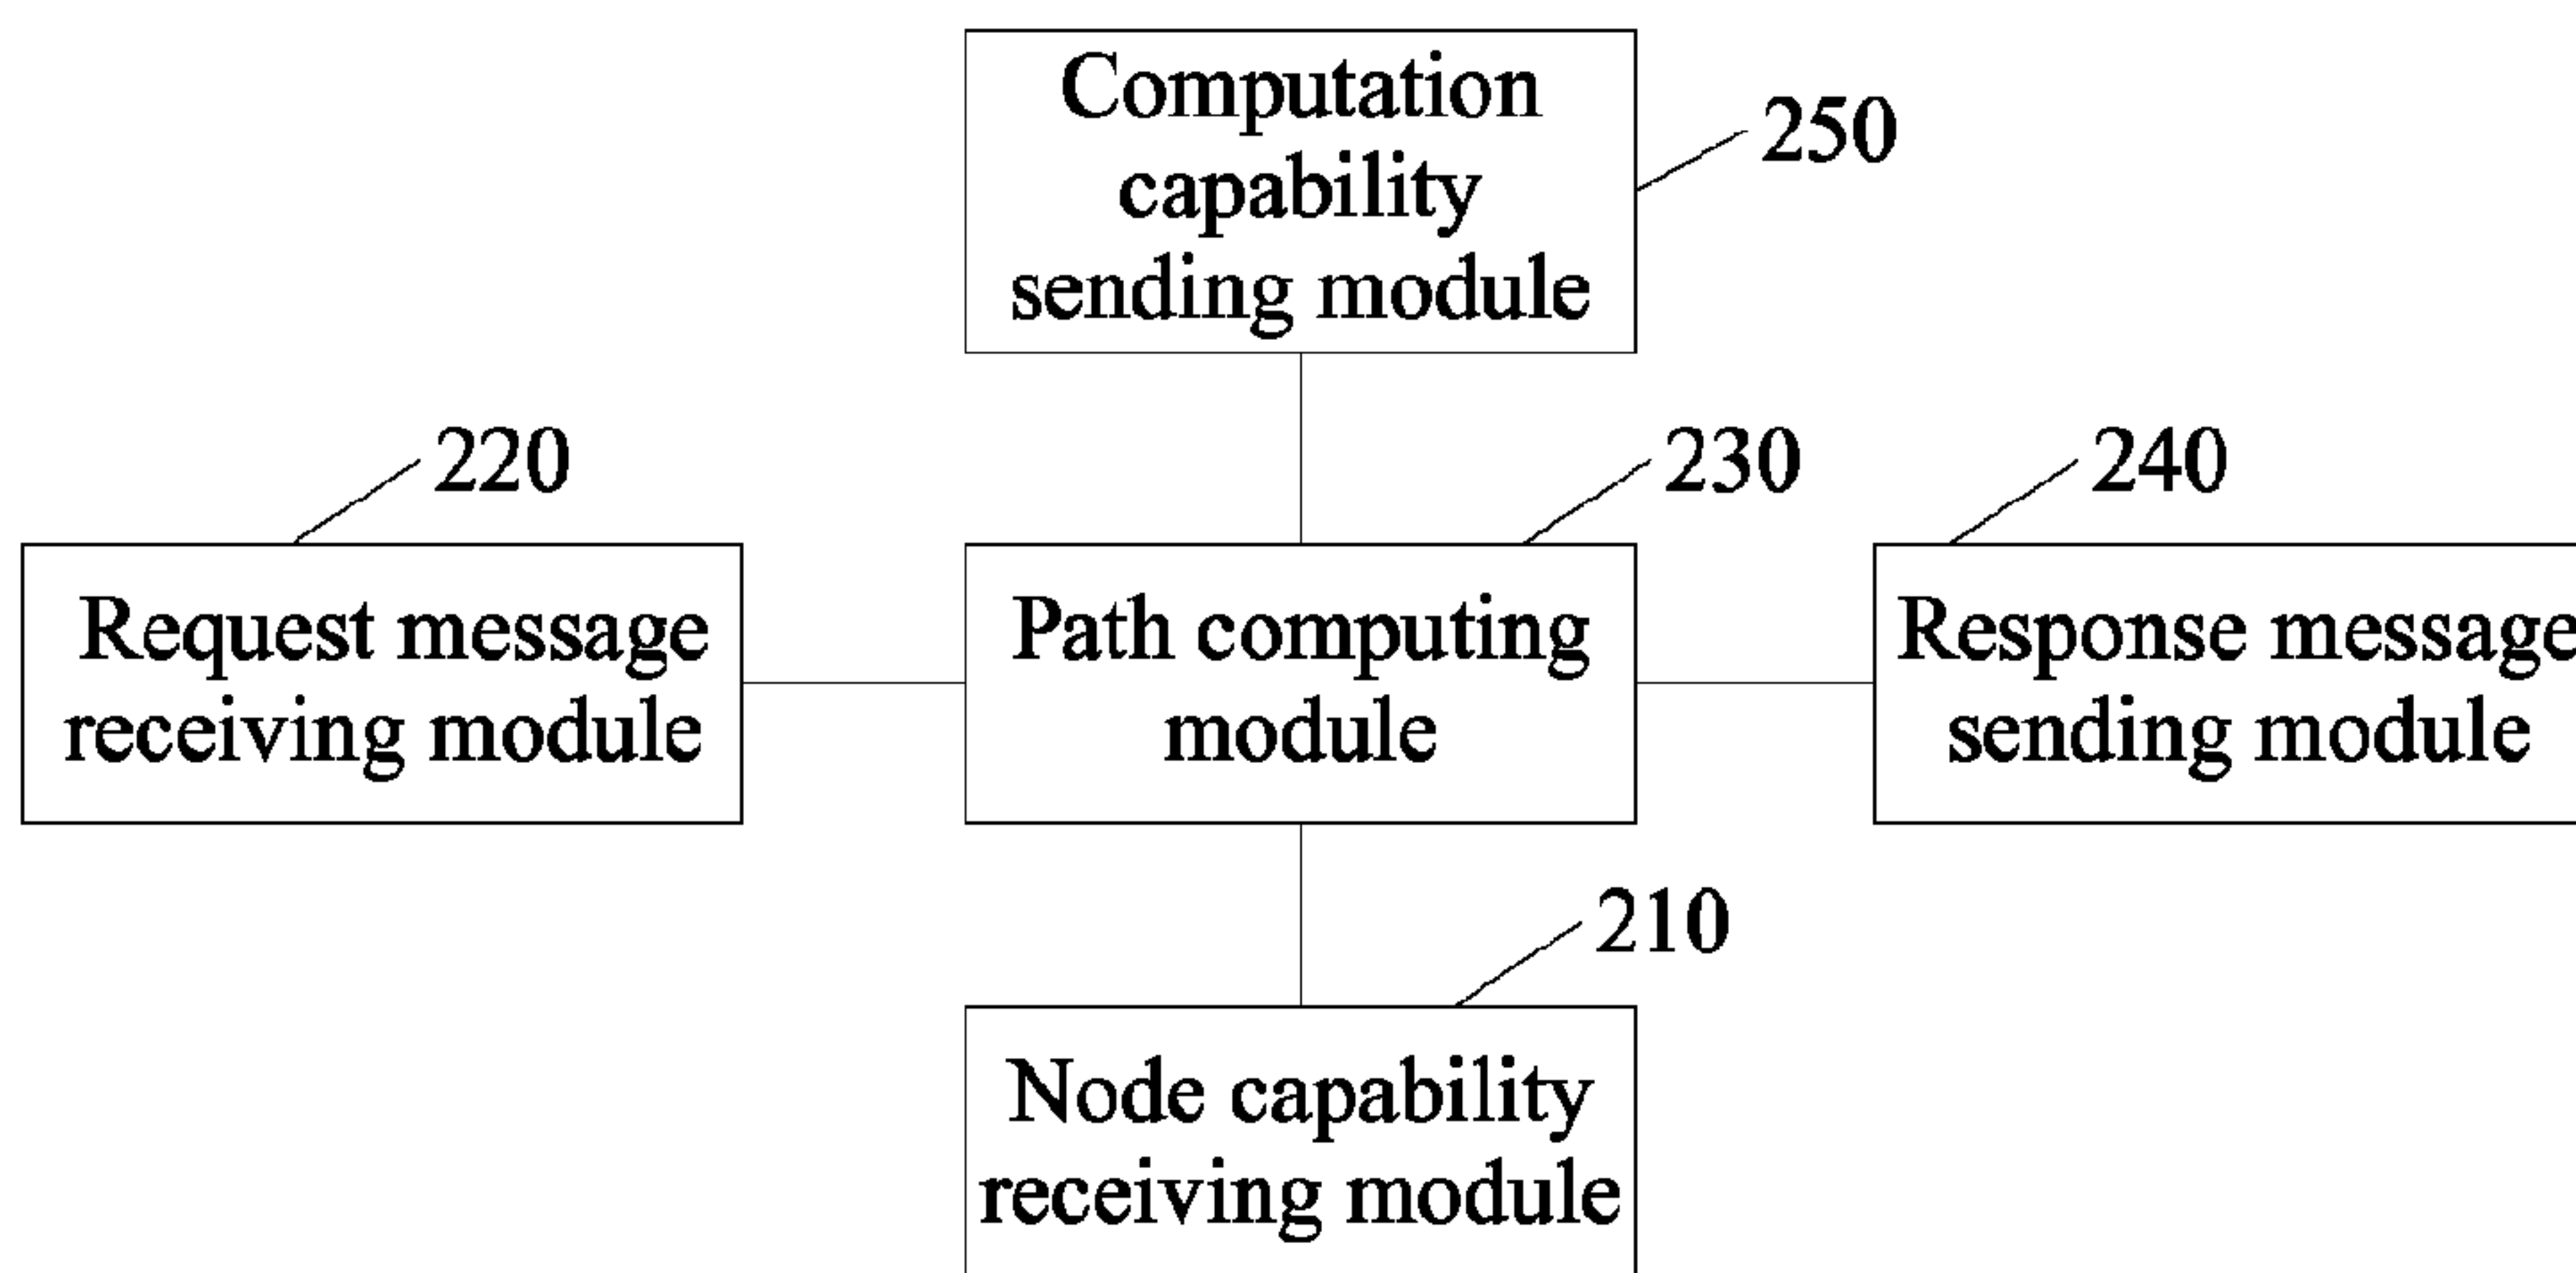 Computation
capability
sending module
250
220
230
240
Request message
receiving module
Path computing
module
Response message
sending module
210
Node capability
receiving module